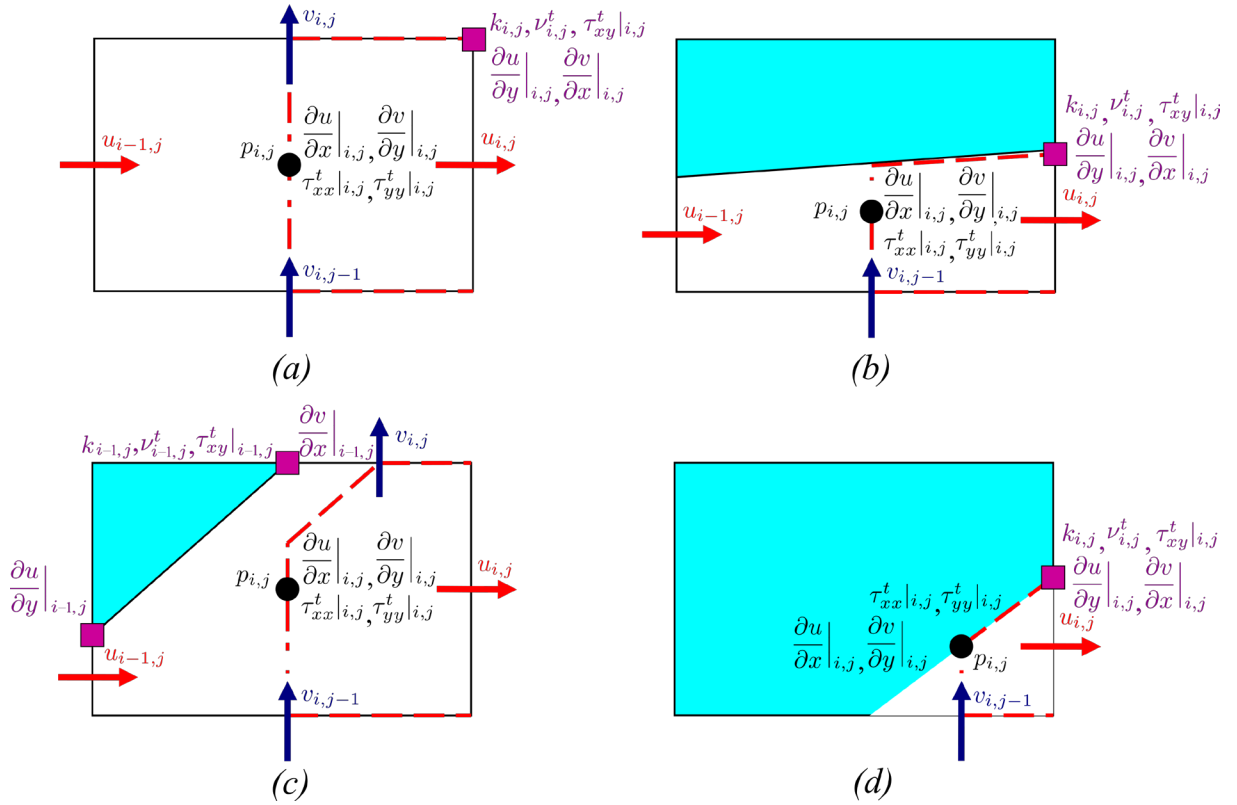 v_{i,j}
k_{i,j}, ν^t_{i,j}, τ^t_{xy}|_{i,j}
∂u/∂y|_{i,j}, ∂v/∂x|_{i,j}
u_{i−1,j}
p_{i,j}
∂u/∂x|_{i,j}, ∂v/∂y|_{i,j}
τ^t_{xx}|_{i,j}, τ^t_{yy}|_{i,j}
u_{i,j}
v_{i,j−1}
(a)
k_{i,j}, ν^t_{i,j}, τ^t_{xy}|_{i,j}
∂u/∂y|_{i,j}, ∂v/∂x|_{i,j}
u_{i−1,j}
p_{i,j}
∂u/∂x|_{i,j}, ∂v/∂y|_{i,j}
τ^t_{xx}|_{i,j}, τ^t_{yy}|_{i,j}
u_{i,j}
v_{i,j−1}
(b)
k_{i−1,j}, ν^t_{i−1,j}, τ^t_{xy}|_{i−1,j}
∂v/∂x|_{i−1,j}
v_{i,j}
∂u/∂y|_{i−1,j}
p_{i,j}
∂u/∂x|_{i,j}, ∂v/∂y|_{i,j}
τ^t_{xx}|_{i,j}, τ^t_{yy}|_{i,j}
u_{i,j}
u_{i−1,j}
v_{i,j−1}
(c)
k_{i,j}, ν^t_{i,j}, τ^t_{xy}|_{i,j}
∂u/∂y|_{i,j}, ∂v/∂x|_{i,j}
τ^t_{xx}|_{i,j}, τ^t_{yy}|_{i,j}
∂u/∂x|_{i,j}, ∂v/∂y|_{i,j}
u_{i,j}
p_{i,j}
v_{i,j−1}
(d)